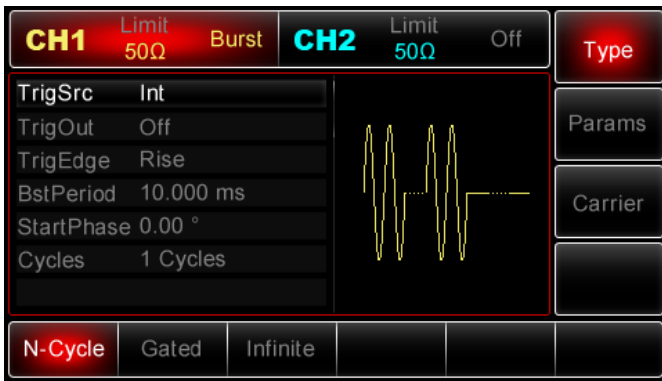 CH1 Limit 50Ω Burst CH2 Limit 50Ω Off
Type
TrigSrc Int
TrigOut Off
TrigEdge Rise
BstPeriod 10.000 ms
StartPhase 0.00 °
Cycles 1 Cycles
Params
Carrier
N-Cycle Gated Infinite